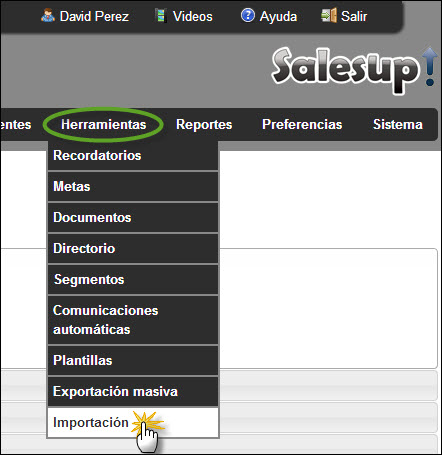 David Perez Videos Ayuda Salir
Salesup!
entes Herramientas Reportes Preferencias Sistema
Recordatorios
Metas
Documentos
Directorio
Segmentos
Comunicaciones
automáticas
Plantillas
Exportación masiva
Importación